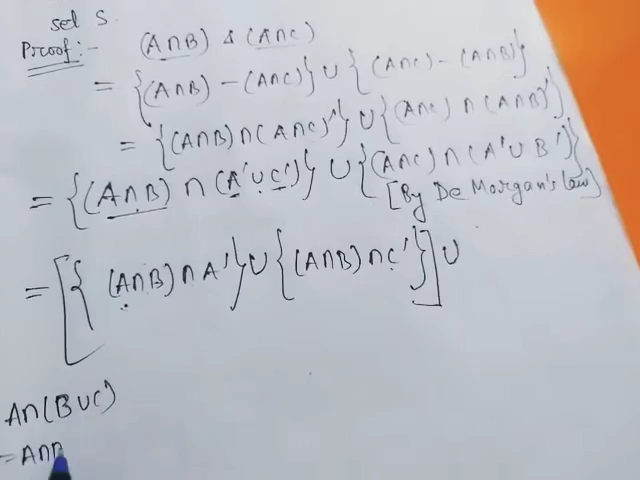 set S.
Proof:- (A∩B) Δ (A∩C)
= {(A∩B) - (A∩C)} ∪ {(A∩C) - (A∩B)}
= {(A∩B) ∩ (A∩C)'} ∪ {(A∩C) ∩ (A∩B)'}
= {(A∩B) ∩ (A'∪C')} ∪ {(A∩C) ∩ (A'∪B')}
[By De Morgan's law]
= [{(A∩B) ∩ A'} ∪ {(A∩B) ∩ C'}] ∪
A∩(B∪C)
= A∩B